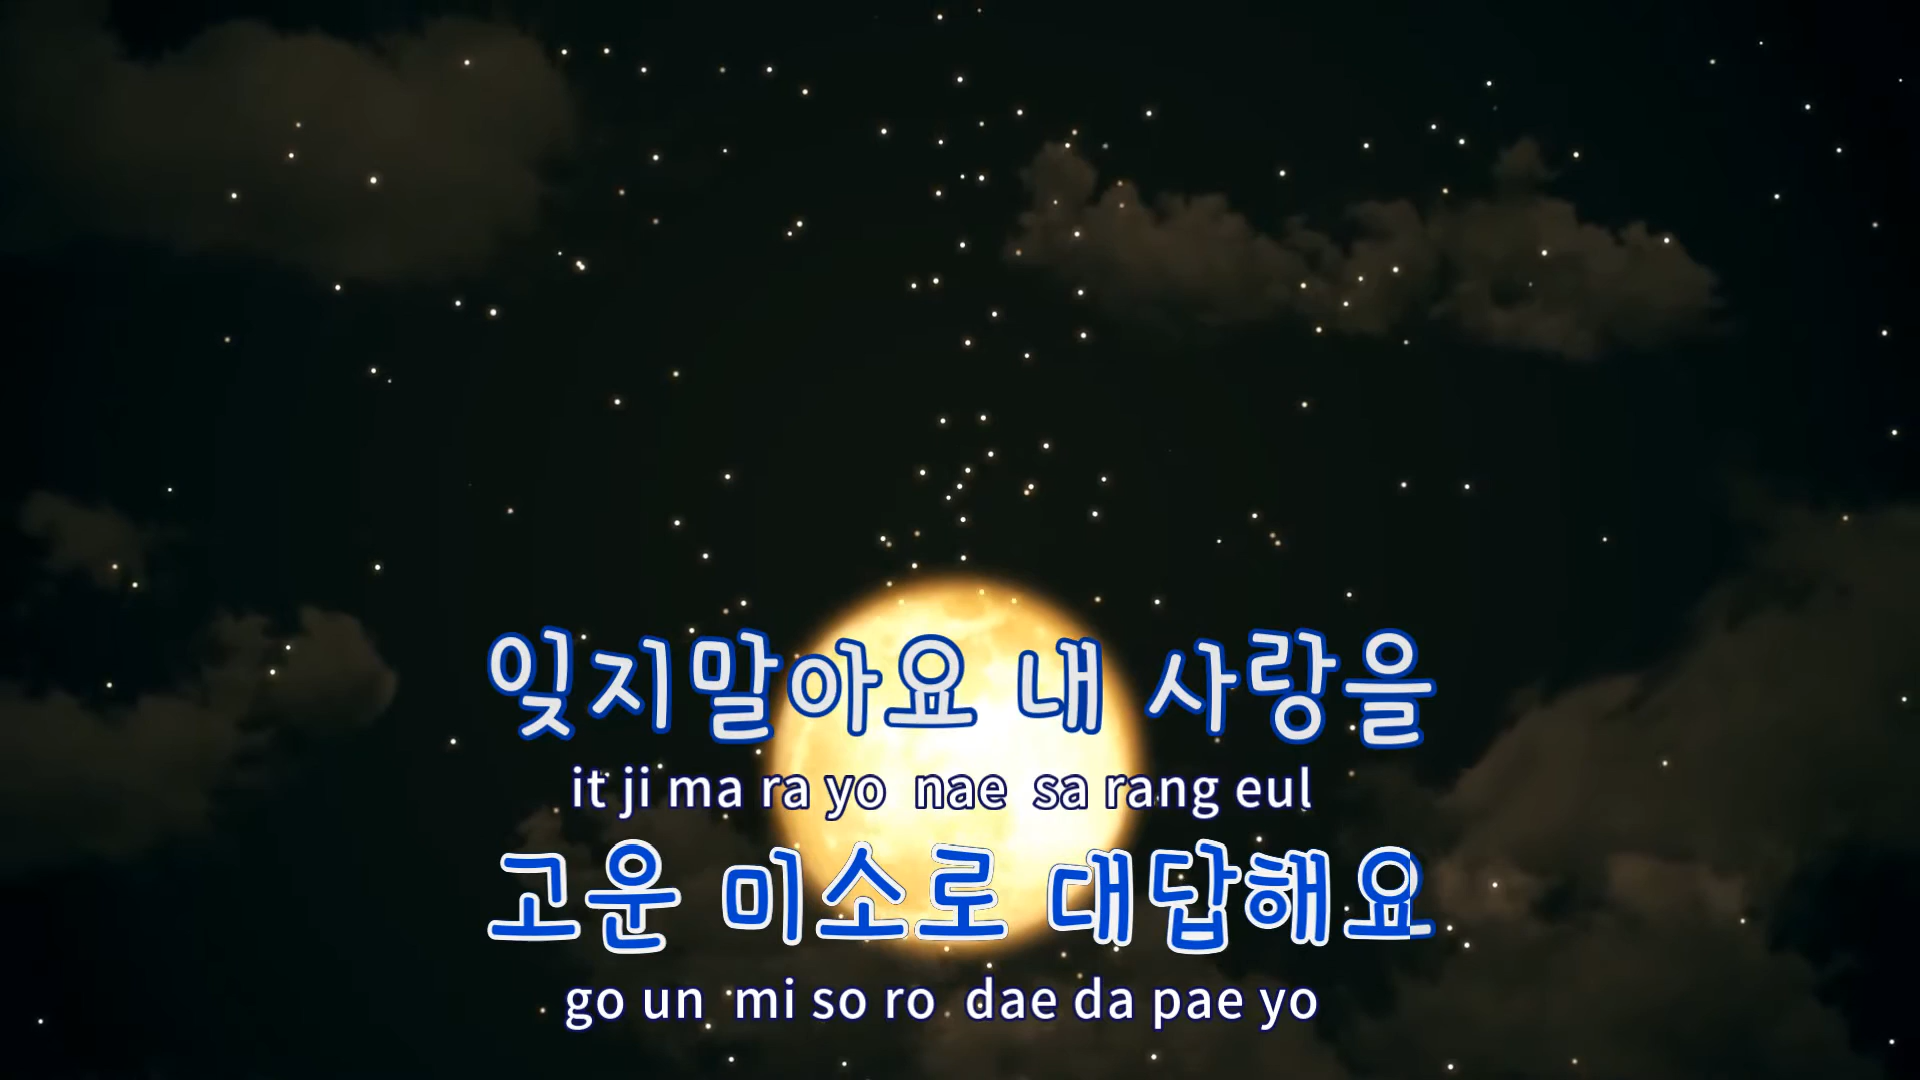 잊지말아요 내 사랑을
it ji ma ra yo nae sa rang eul
고운 미소로 대답해요
go un mi so ro dae da pae yo